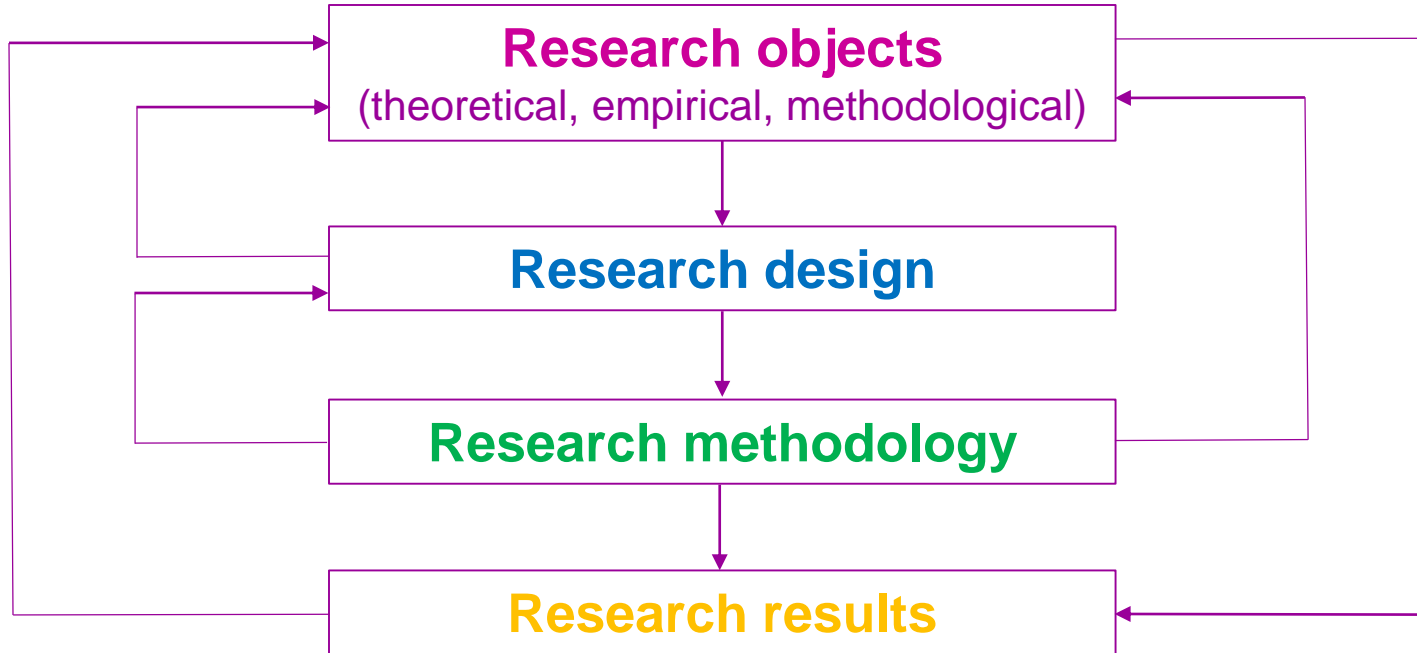 Research objects
(theoretical, empirical, methodological)
Research design
Research methodology
Research results